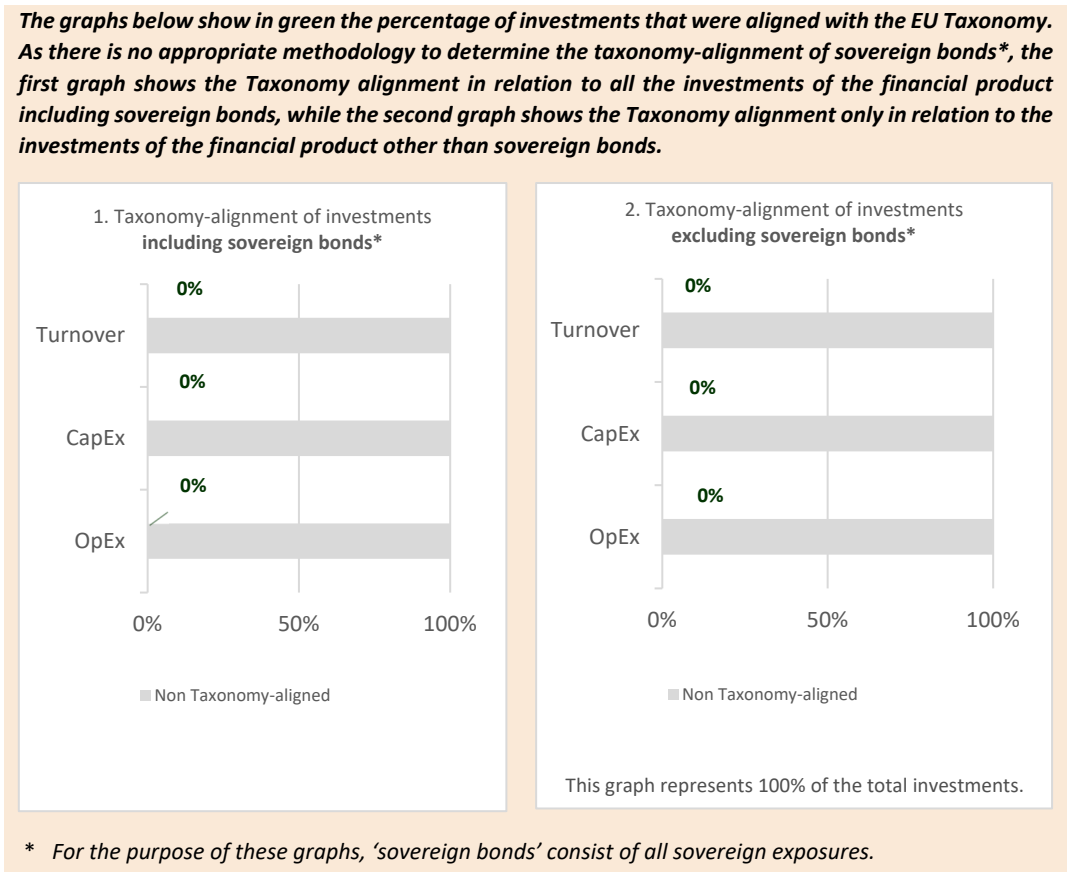 The graphs below show in green the percentage of investments that were aligned with the EU Taxonomy.
As there is no appropriate methodology to determine the taxonomy-alignment of sovereign bonds*, the
first graph shows the Taxonomy alignment in relation to all the investments of the financial product
including sovereign bonds, while the second graph shows the Taxonomy alignment only in relation to the
investments of the financial product other than sovereign bonds.
1. Taxonomy-alignment of investments
including sovereign bonds*
0%
Turnover
0%
CapEx
0%
OpEx
0% 50% 100%
Non Taxonomy-aligned
2. Taxonomy-alignment of investments
excluding sovereign bonds*
0%
Turnover
0%
CapEx
0%
OpEx
0% 50% 100%
Non Taxonomy-aligned
This graph represents 100% of the total investments.
* For the purpose of these graphs, ‘sovereign bonds’ consist of all sovereign exposures.